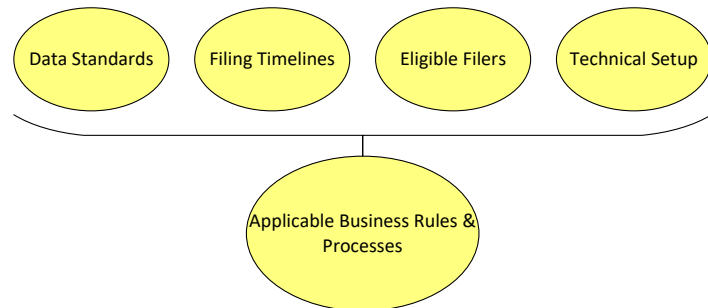 Data Standards
Filing Timelines
Eligible Filers
Technical Setup
Applicable Business Rules &
Processes